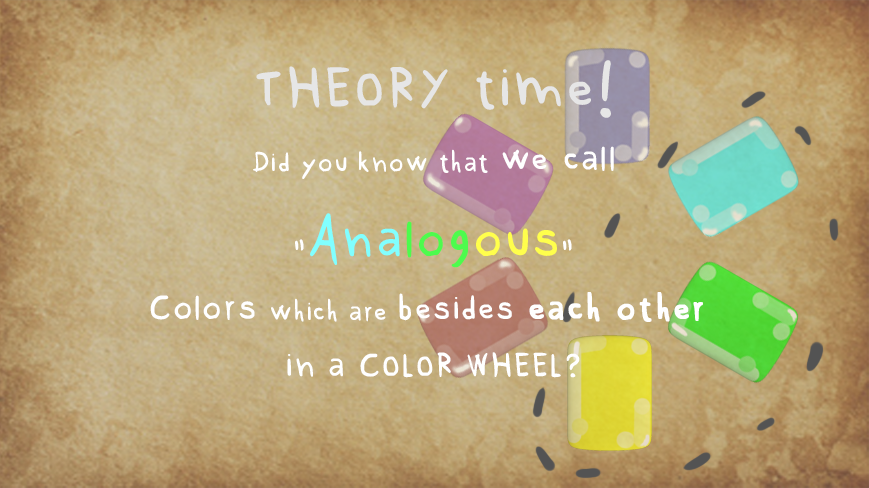 THEORY time!
Did you know that we call
"Analogous"
Colors which are besides each other
in a COLOR WHEEL?